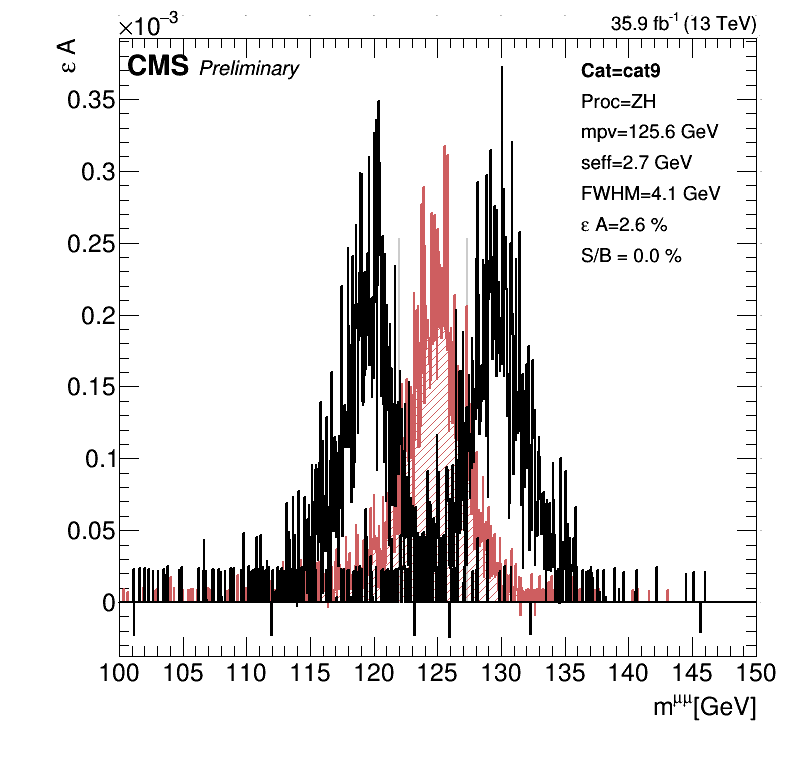 ×10⁻³
35.9 fb⁻¹ (13 TeV)
ε A
CMS Preliminary
Cat=cat9
Proc=ZH
mpv=125.6 GeV
seff=2.7 GeV
FWHM=4.1 GeV
ε A=2.6 %
S/B = 0.0 %
0.35
0.3
0.25
0.2
0.15
0.1
0.05
0
100 105 110 115 120 125 130 135 140 145 150
m^μμ[GeV]